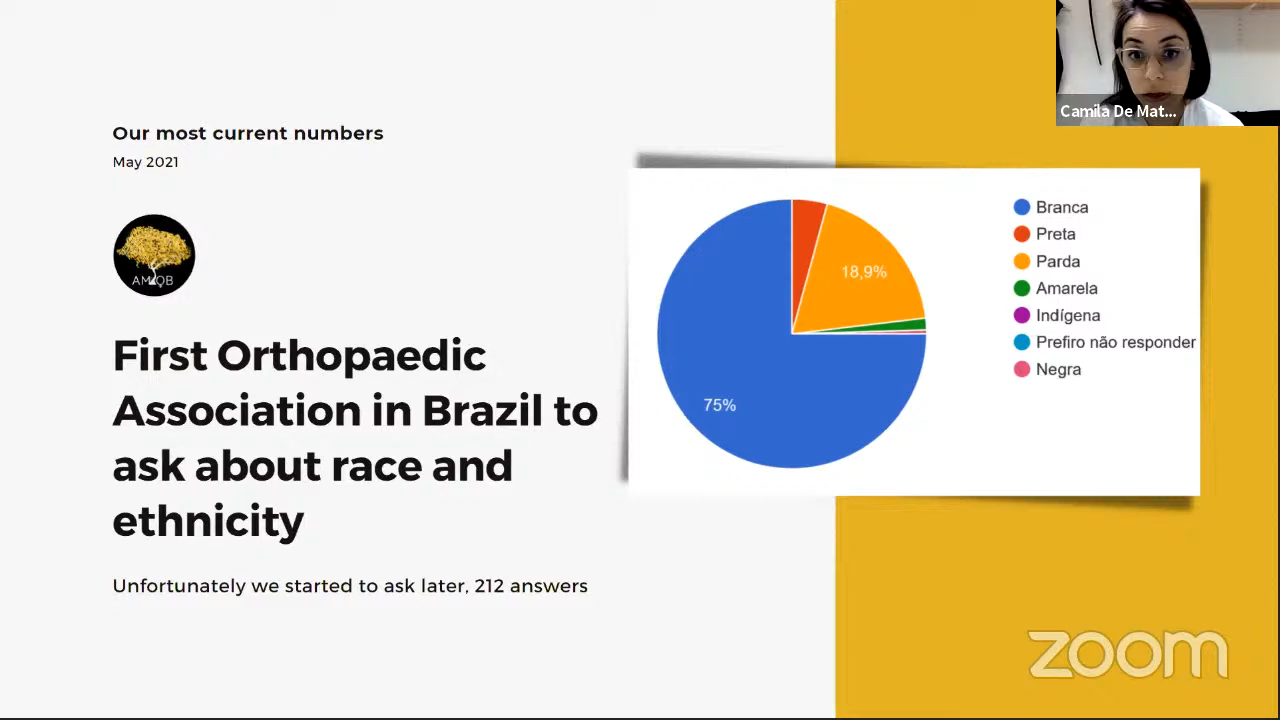 Our most current numbers
May 2021
First Orthopaedic
Association in Brazil to
ask about race and
ethnicity
Unfortunately we started to ask later, 212 answers
18,9%
75%
Branca
Preta
Parda
Amarela
Indígena
Prefiro não responder
Negra
Camila De Mat...
zoom